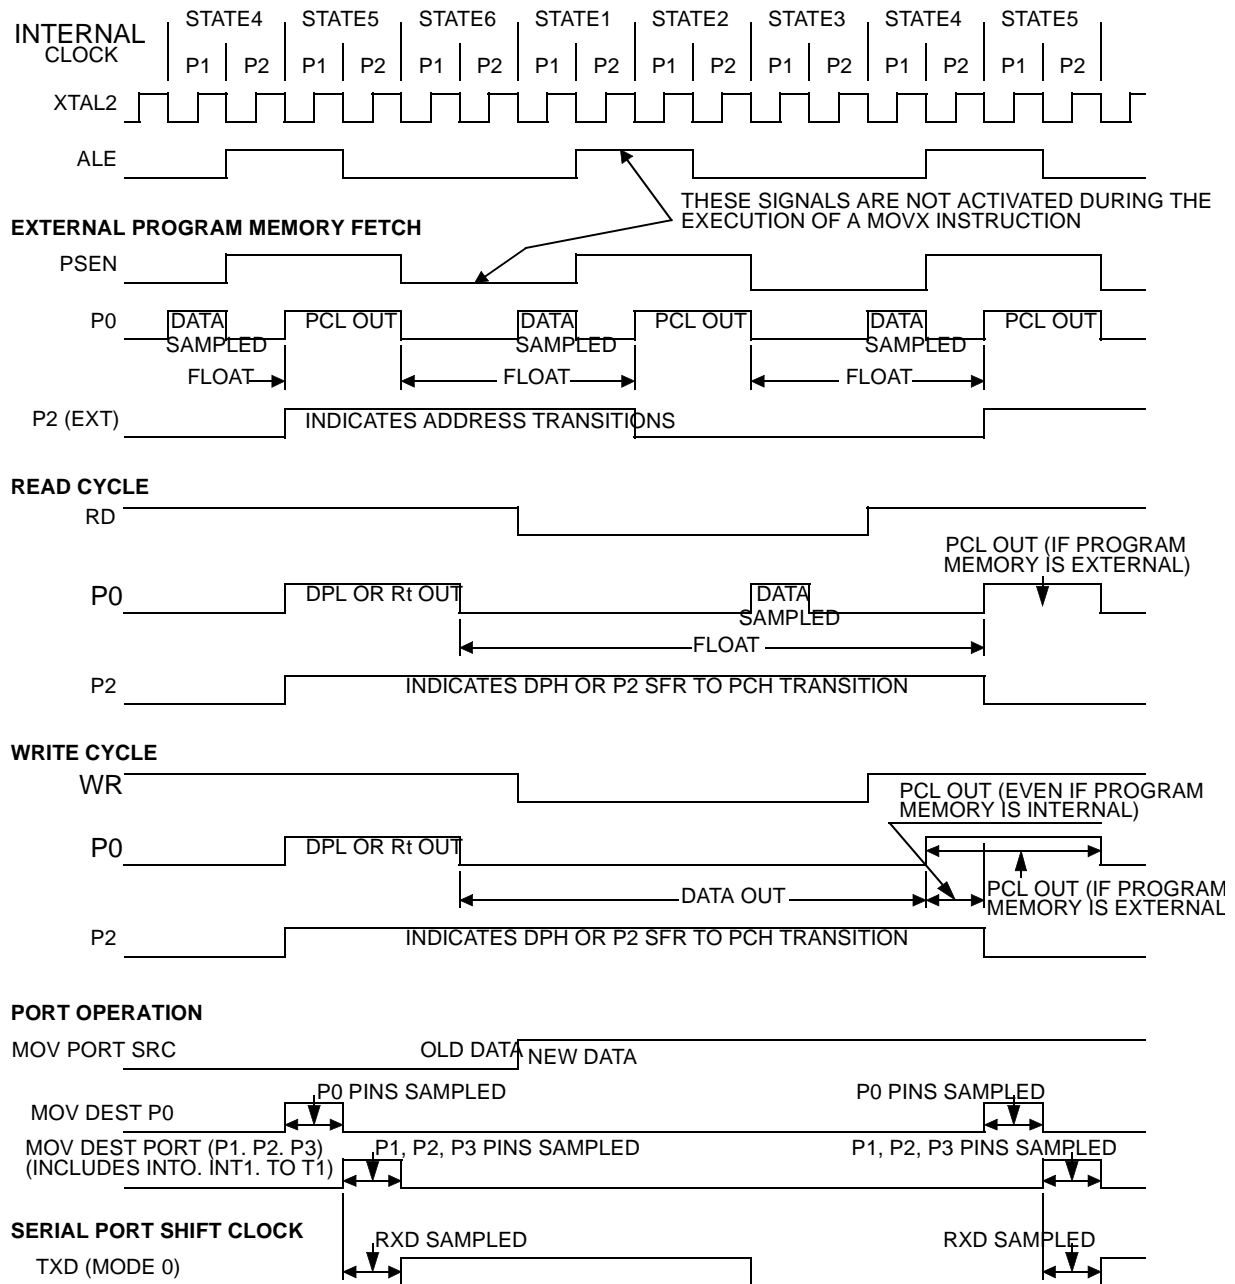 INTERNAL
CLOCK
STATE4 STATE5 STATE6 STATE1 STATE2 STATE3 STATE4 STATE5
P1 P2 P1 P2 P1 P2 P1 P2 P1 P2 P1 P2 P1 P2 P1 P2
XTAL2
ALE
THESE SIGNALS ARE NOT ACTIVATED DURING THE
EXECUTION OF A MOVX INSTRUCTION
EXTERNAL PROGRAM MEMORY FETCH
PSEN
P0 DATA PCL OUT DATA PCL OUT DATA PCL OUT
SAMPLED SAMPLED SAMPLED
FLOAT FLOAT FLOAT
P2 (EXT) INDICATES ADDRESS TRANSITIONS
READ CYCLE
RD
PCL OUT (IF PROGRAM
MEMORY IS EXTERNAL)
P0 DPL OR Rt OUT DATA
SAMPLED
FLOAT
P2 INDICATES DPH OR P2 SFR TO PCH TRANSITION
WRITE CYCLE
WR
PCL OUT (EVEN IF PROGRAM
MEMORY IS INTERNAL)
P0 DPL OR Rt OUT
DATA OUT
PCL OUT (IF PROGRAM
MEMORY IS EXTERNAL
P2 INDICATES DPH OR P2 SFR TO PCH TRANSITION
PORT OPERATION
MOV PORT SRC OLD DATA NEW DATA
P0 PINS SAMPLED P0 PINS SAMPLED
MOV DEST P0
MOV DEST PORT (P1. P2. P3) P1, P2, P3 PINS SAMPLED P1, P2, P3 PINS SAMPLED
(INCLUDES INTO. INT1. TO T1)
SERIAL PORT SHIFT CLOCK
RXD SAMPLED RXD SAMPLED
TXD (MODE 0)